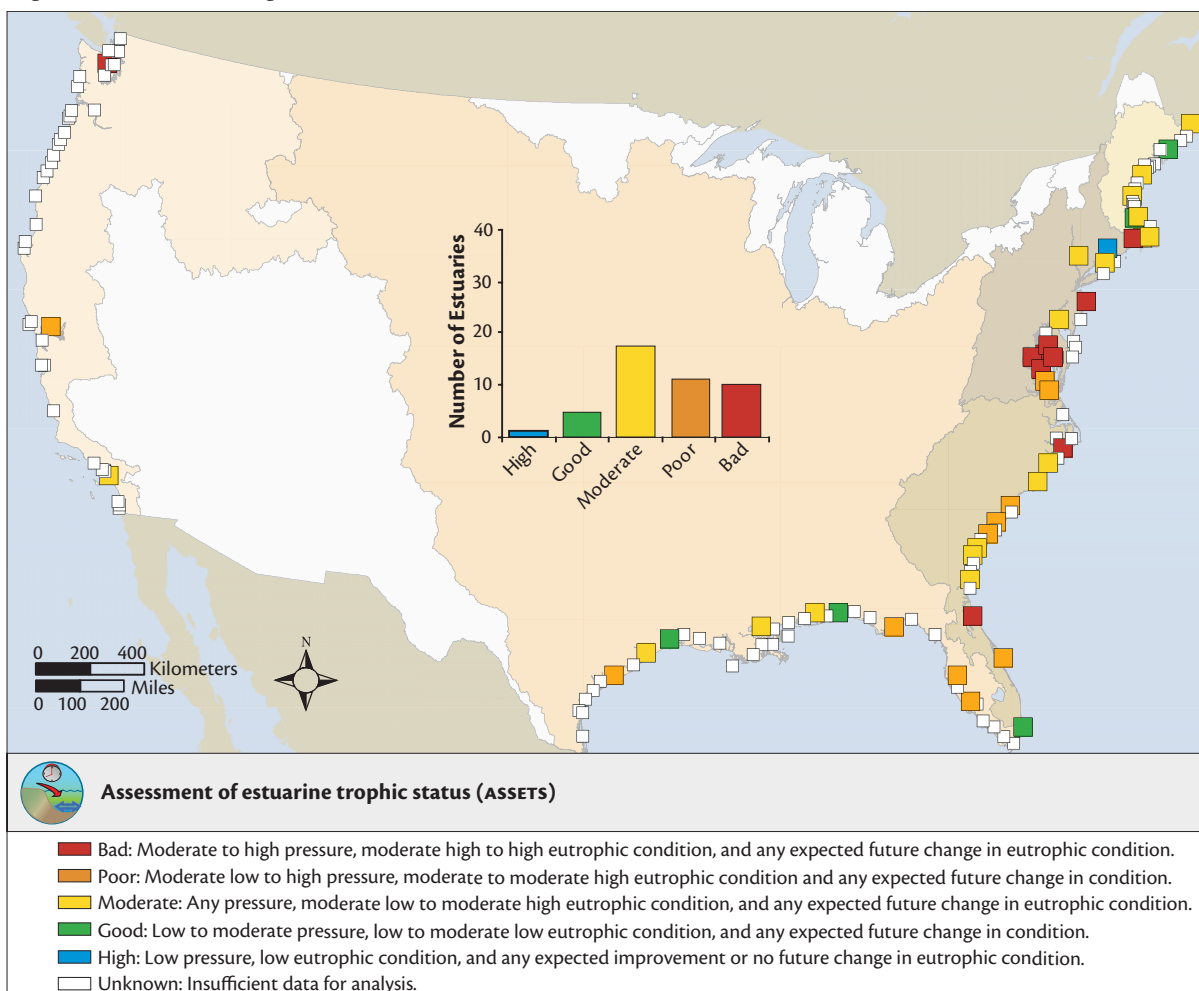 40
30
20
10
0
Number of Estuaries
High
Good
Moderate
Poor
Bad
N
0 200 400
Kilometers
Miles
0 100 200
Assessment of estuarine trophic status (ASSETS)
Bad: Moderate to high pressure, moderate high to high eutrophic condition, and any expected future change in eutrophic condition.
Poor: Moderate low to high pressure, moderate to moderate high eutrophic condition and any expected future change in condition.
Moderate: Any pressure, moderate low to moderate high eutrophic condition, and any expected future change in eutrophic condition.
Good: Low to moderate pressure, low to moderate low eutrophic condition, and any expected future change in condition.
High: Low pressure, low eutrophic condition, and any expected improvement or no future change in eutrophic condition.
Unknown: Insufficient data for analysis.